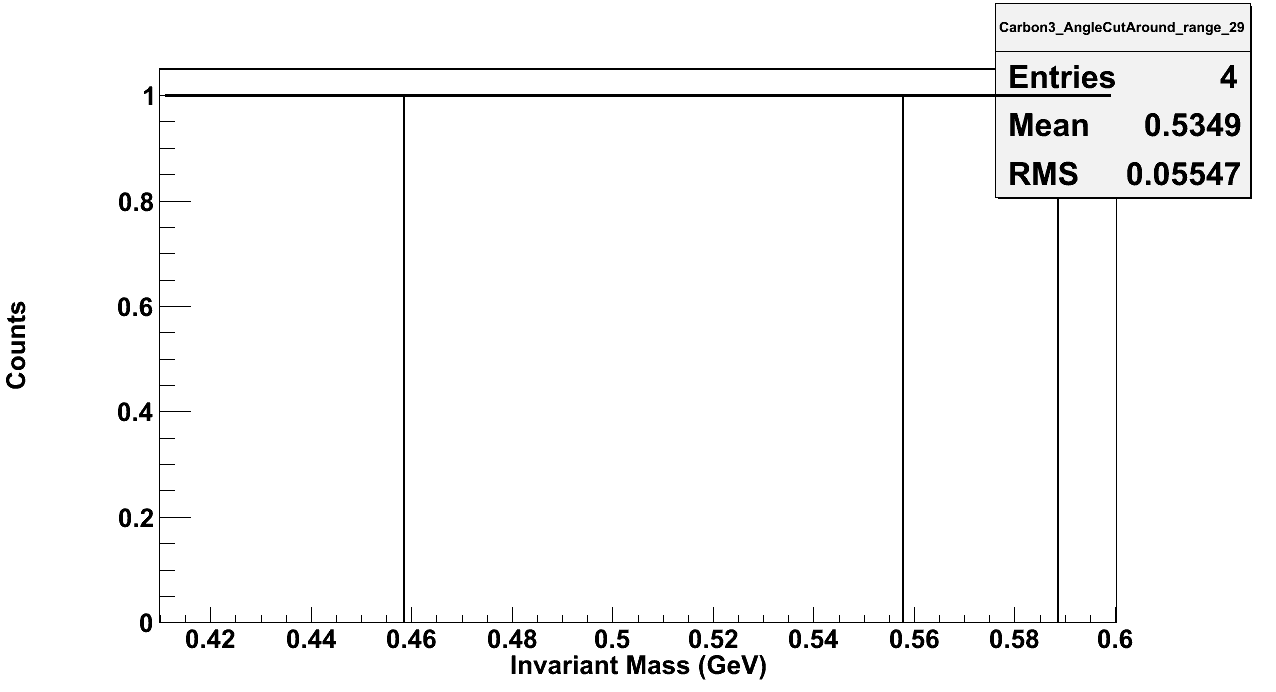 Carbon3_AngleCutAround_range_29
Entries 4
Mean 0.5349
RMS 0.05547
1
0.8
0.6
0.4
0.2
0
Counts
0.42 0.44 0.46 0.48 0.5 0.52 0.54 0.56 0.58 0.6
Invariant Mass (GeV)